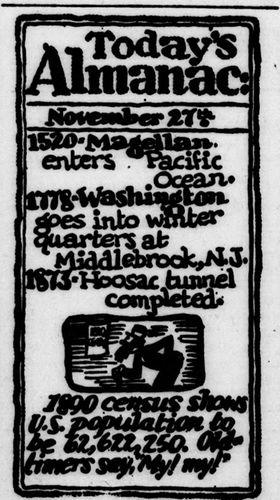 Today's
Almanac:
November 27th
1520-Magellan
enters Pacific
Ocean.
1778-Washington
goes into winter
quarters at
Middlebrook, N.J.
1873-Hoosac tunnel
completed.
1890 census shows
U.S. population to
be 62,622,250. Old-
timers say, "My! my!"